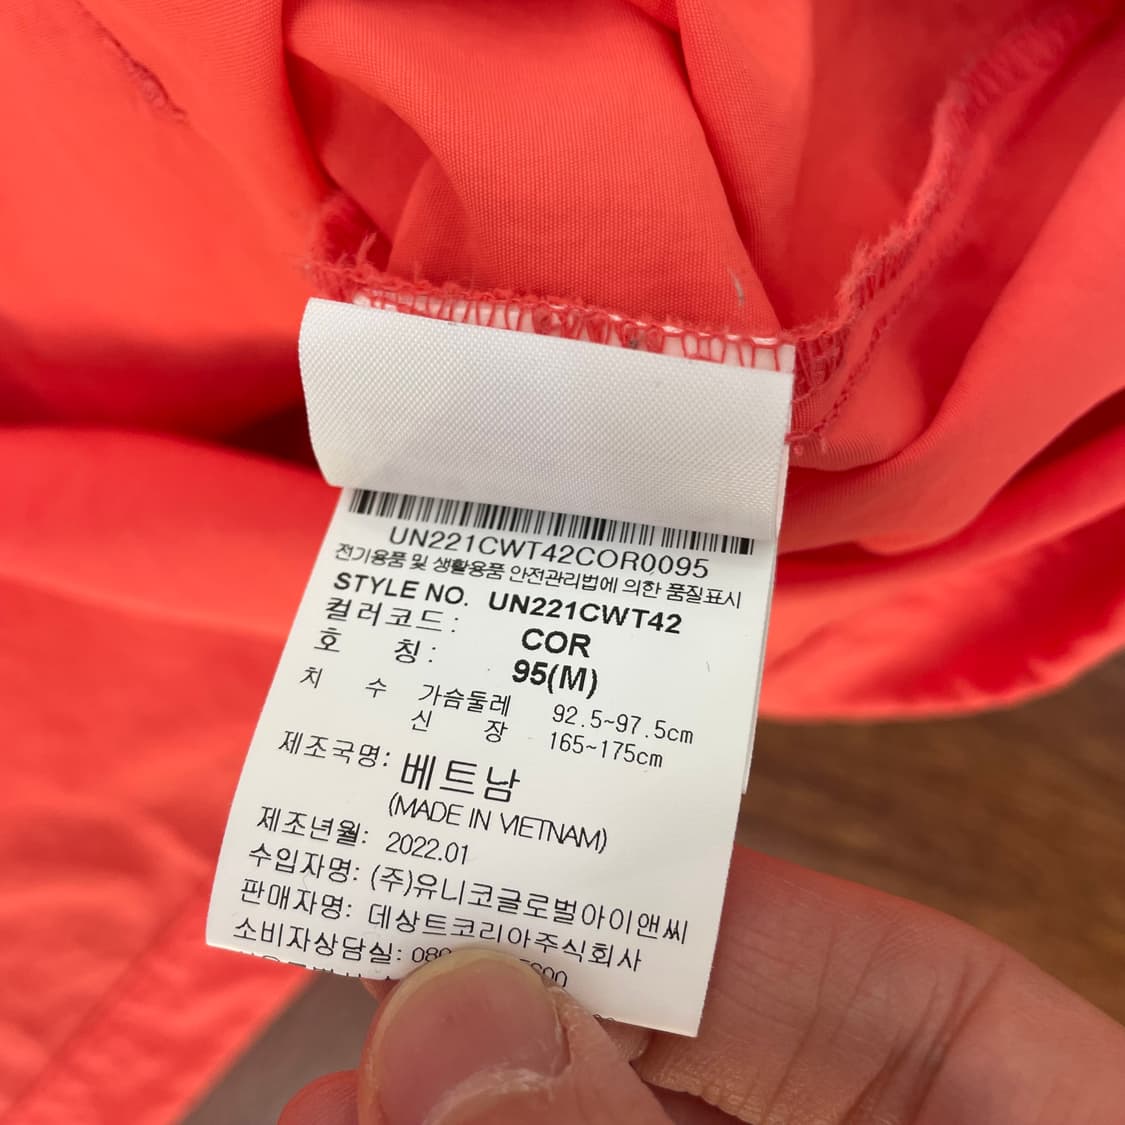 UN221CWT42COR0095
전기용품 및 생활용품 안전관리법에 의한 품질표시
STYLE NO. UN221CWT42
컬러코드: COR
호 칭: 95(M)
치 수 가슴둘레 92.5~97.5cm
신 장 165~175cm
제조국명: 베트남
(MADE IN VIETNAM)
제조년월: 2022.01
수입자명: (주)유니코글로벌아이앤씨
판매자명: 데상트코리아주식회사
소비자상담실: 080